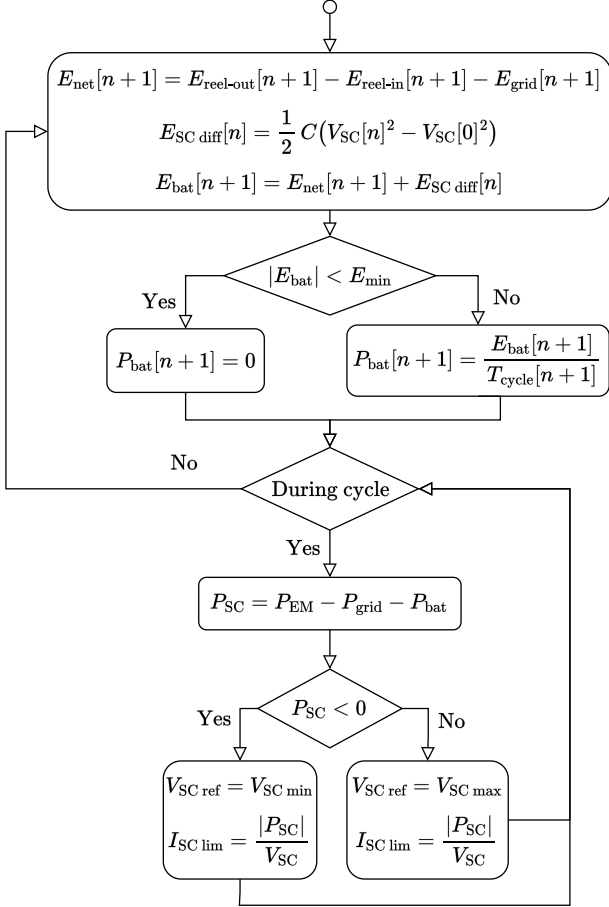 E_net[n + 1] = E_reel-out[n + 1] − E_reel-in[n + 1] − E_grid[n + 1]
E_SC diff[n] = 1/2 C(V_SC[n]² − V_SC[0]²)
E_bat[n + 1] = E_net[n + 1] + E_SC diff[n]
|E_bat| < E_min
Yes
No
P_bat[n + 1] = 0
P_bat[n + 1] = E_bat[n + 1] / T_cycle[n + 1]
No
During cycle
Yes
P_SC = P_EM − P_grid − P_bat
P_SC < 0
Yes
No
V_SC ref = V_SC min
I_SC lim = |P_SC| / V_SC
V_SC ref = V_SC max
I_SC lim = |P_SC| / V_SC